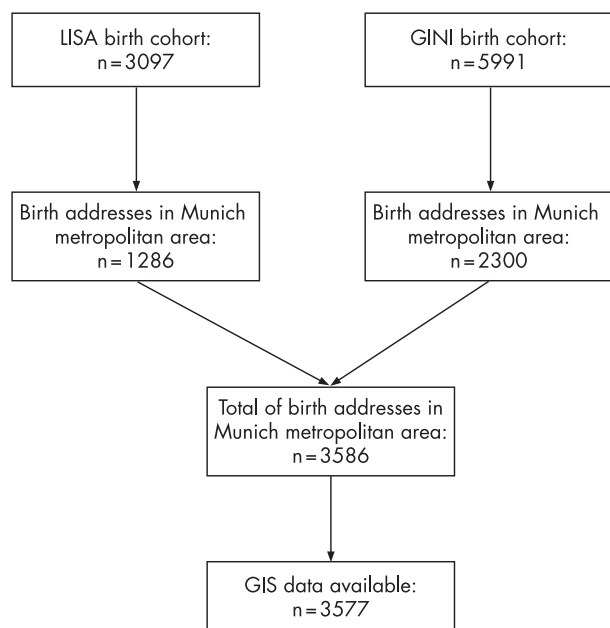 LISA birth cohort:
n=3097
GINI birth cohort:
n=5991
Birth addresses in Munich
metropolitan area:
n=1286
Birth addresses in Munich
metropolitan area:
n=2300
Total of birth addresses in
Munich metropolitan area:
n=3586
GIS data available:
n=3577